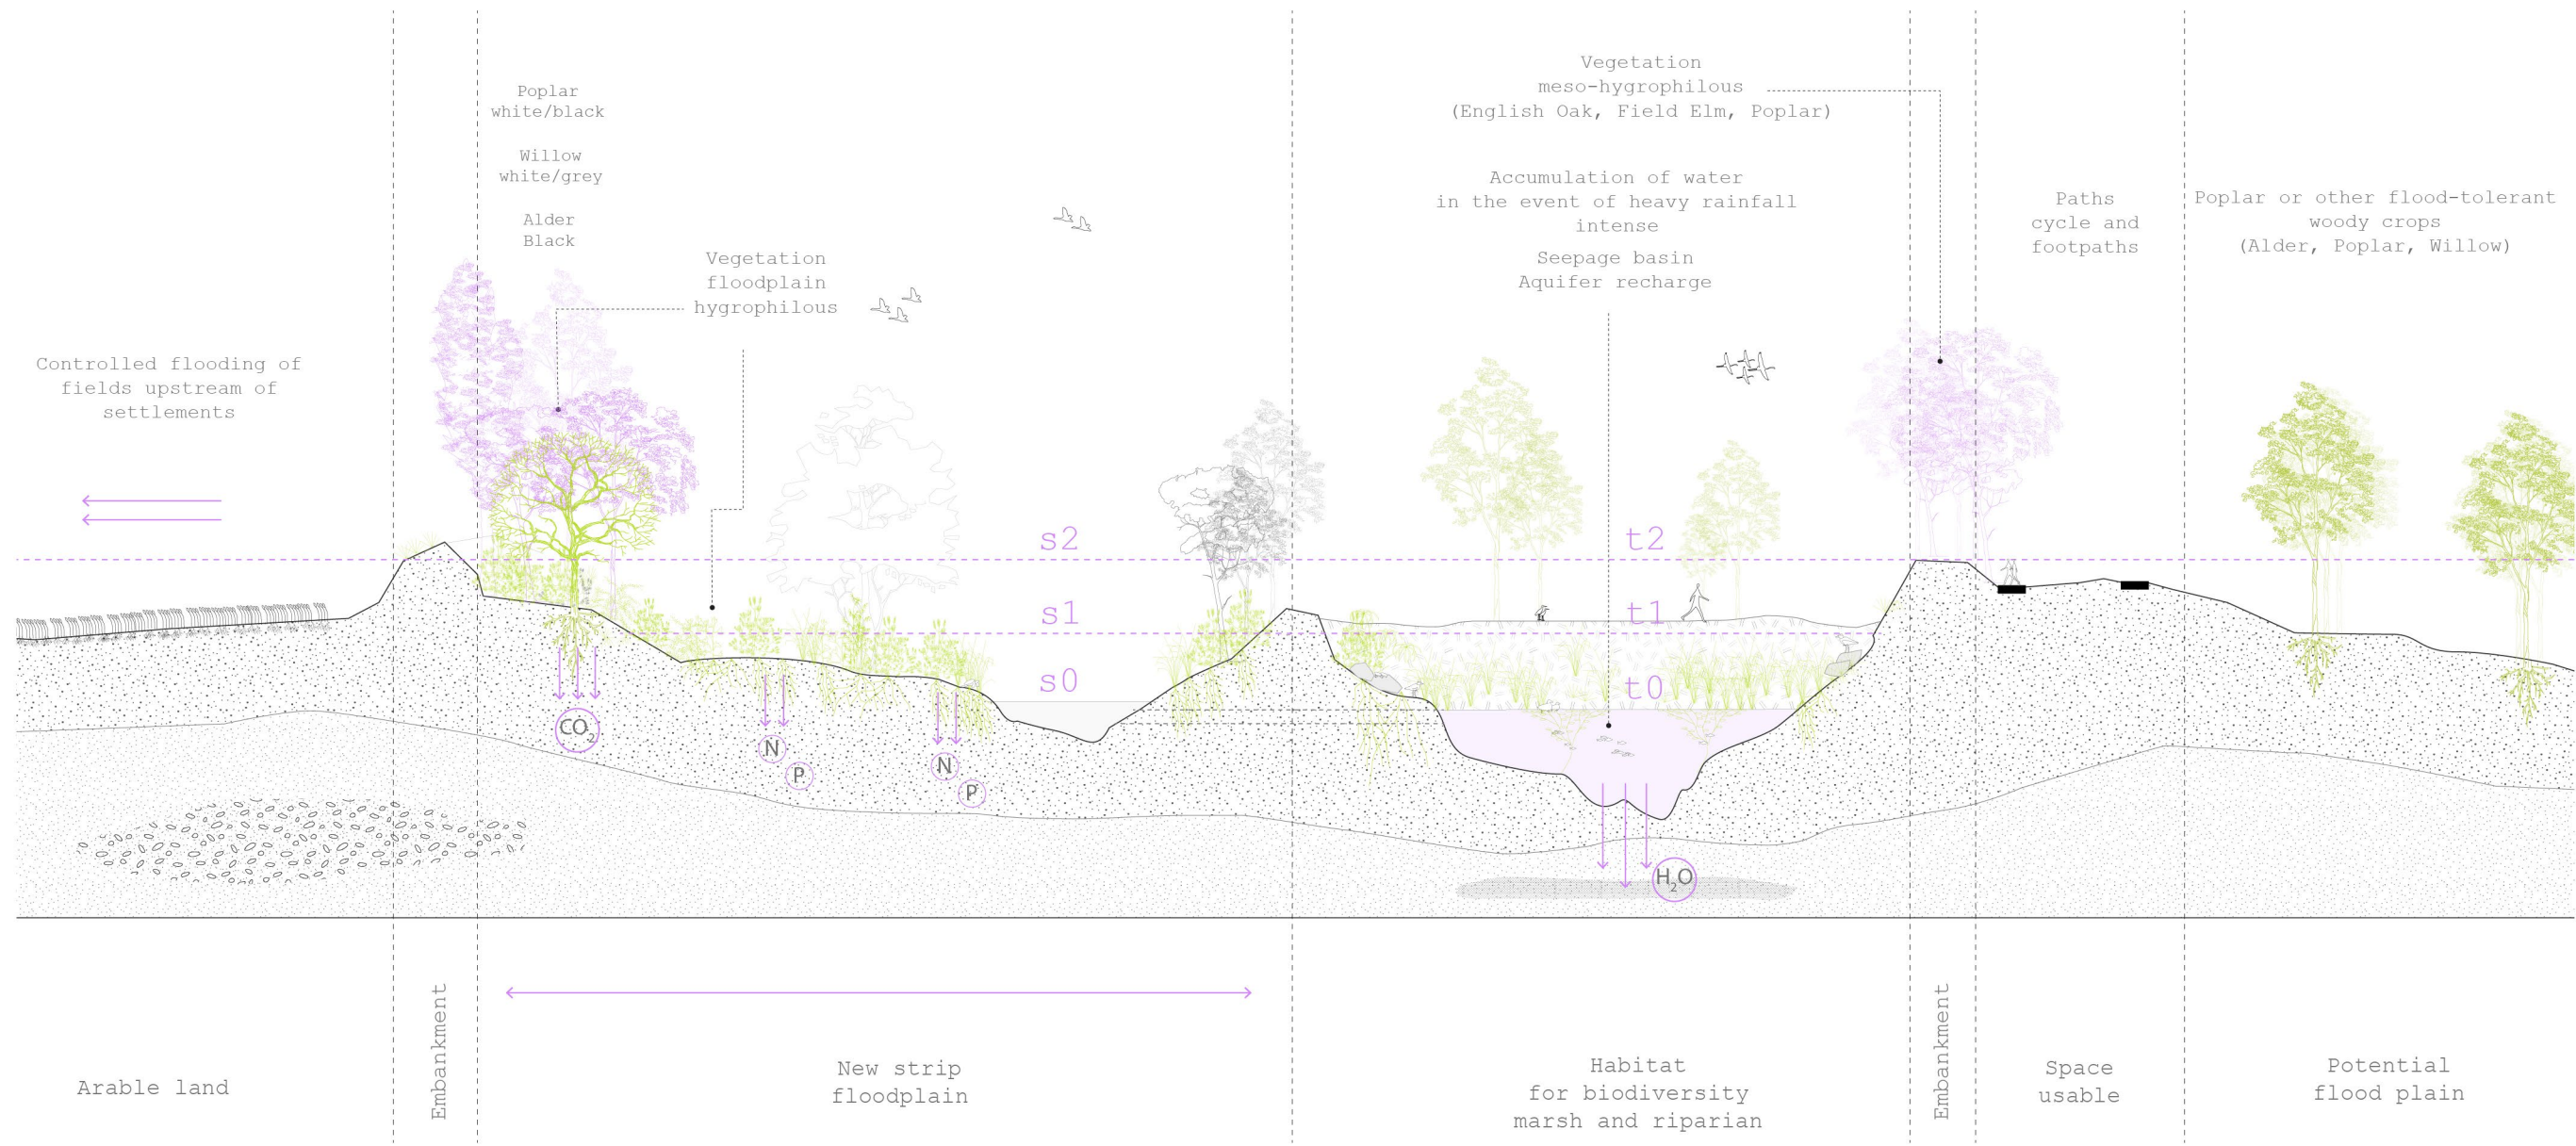 Poplar
white/black
Willow
white/grey
Alder
Black
Vegetation
floodplain
hygrophilous
Controlled flooding of
fields upstream of
settlements
Vegetation
meso-hygrophilous
(English Oak, Field Elm, Poplar)
Accumulation of water
in the event of heavy rainfall
intense
Seepage basin
Aquifer recharge
Paths
cycle and
footpaths
Poplar or other flood-tolerant
woody crops
(Alder, Poplar, Willow)
s2
t2
s1
t1
s0
t0
CO₂
N
P
N
P
H₂O
Arable land
Embankment
New strip
floodplain
Habitat
for biodiversity
marsh and riparian
Embankment
Space
usable
Potential
flood plain